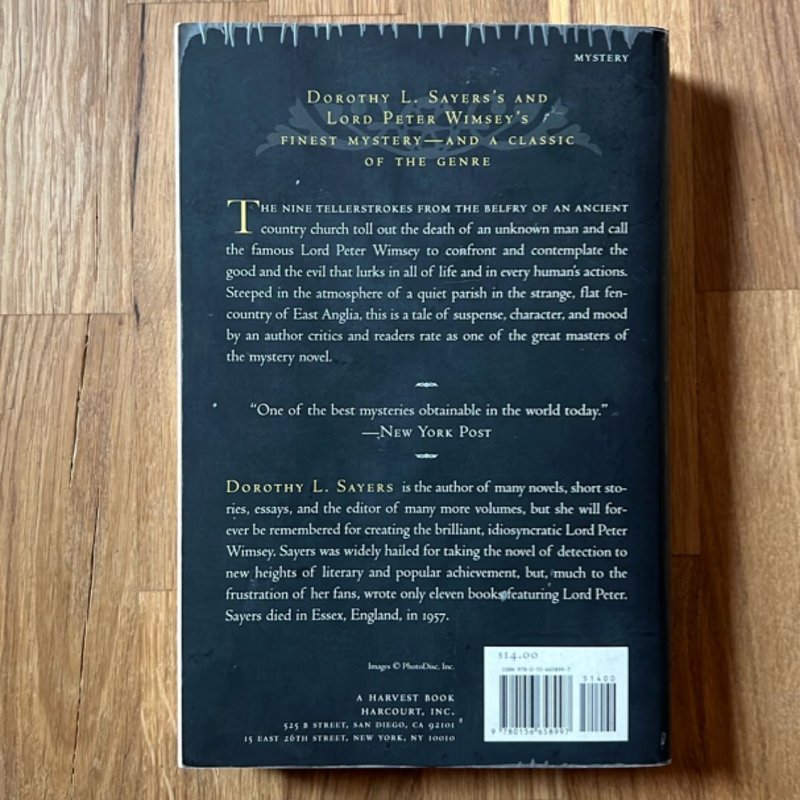 MYSTERY
DOROTHY L. SAYERS'S AND
LORD PETER WIMSEY'S
FINEST MYSTERY—AND A CLASSIC
OF THE GENRE
THE NINE TELLERSTROKES FROM THE BELFRY OF AN ANCIENT
country church toll out the death of an unknown man and call
the famous Lord Peter Wimsey to confront and contemplate the
good and the evil that lurks in all of life and in every human's actions.
Steeped in the atmosphere of a quiet parish in the strange, flat fen-
country of East Anglia, this is a tale of suspense, character, and mood
by an author critics and readers rate as one of the great masters of
the mystery novel.
"One of the best mysteries obtainable in the world today."
—NEW YORK POST
DOROTHY L. SAYERS is the author of many novels, short sto-
ries, essays, and the editor of many more volumes, but she will for-
ever be remembered for creating the brilliant, idiosyncratic Lord Peter
Wimsey. Sayers was widely hailed for taking the novel of detection to
new heights of literary and popular achievement, but, much to the
frustration of her fans, wrote only eleven books featuring Lord Peter.
Sayers died in Essex, England, in 1957.
Images © PhotoDisc, Inc.
A HARVEST BOOK
HARCOURT, INC.
525 B STREET, SAN DIEGO, CA 92101
15 EAST 26TH STREET, NEW YORK, NY 10010
$14.00
ISBN 978-0-15-665899-7
51400
9 780156 658997